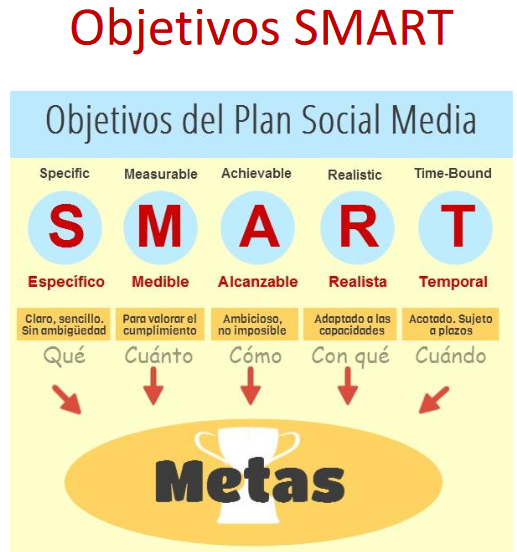 Objetivos SMART
Objetivos del Plan Social Media
Specific Measurable Achievable Realistic Time-Bound
S M A R T
Específico Medible Alcanzable Realista Temporal
Claro, sencillo. Para valorar el Ambicioso, Adaptado a las Acotado. Sujeto
Sin ambigüedad cumplimiento no imposible capacidades a plazos
Qué Cuánto Cómo Con qué Cuándo
Metas